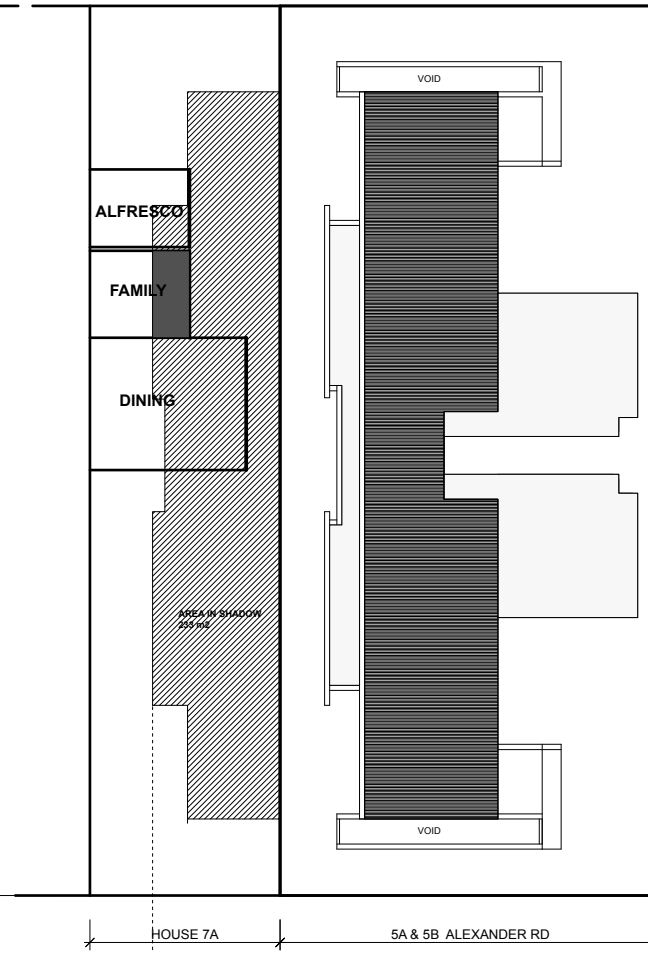 VOID
ALFRESCO
FAMILY
DINING
AREA IN SHADOW
233 m2
VOID
HOUSE 7A
5A & 5B ALEXANDER RD